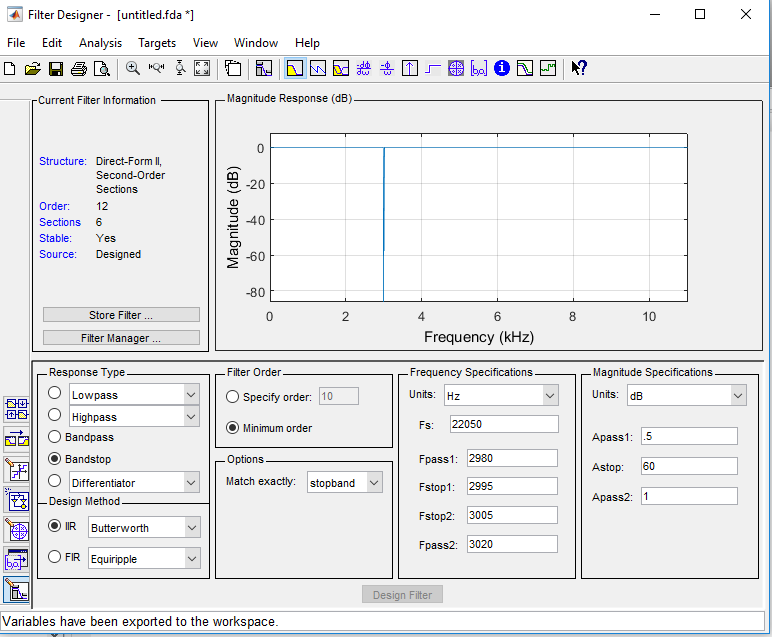 Filter Designer - [untitled.fda *]
File Edit Analysis Targets View Window Help
Current Filter Information
Structure: Direct-Form II,
Second-Order
Sections
Order: 12
Sections 6
Stable: Yes
Source: Designed
Store Filter ...
Filter Manager ...
Magnitude Response (dB)
0
-20
-40
-60
-80
Magnitude (dB)
0 2 4 6 8 10
Frequency (kHz)
Response Type
Lowpass
Highpass
Bandpass
Bandstop
Differentiator
Design Method
IIR Butterworth
FIR Equiripple
Filter Order
Specify order: 10
Minimum order
Options
Match exactly: stopband
Frequency Specifications
Units: Hz
Fs: 22050
Fpass1: 2980
Fstop1: 2995
Fstop2: 3005
Fpass2: 3020
Magnitude Specifications
Units: dB
Apass1: .5
Astop: 60
Apass2: 1
Design Filter
Variables have been exported to the workspace.